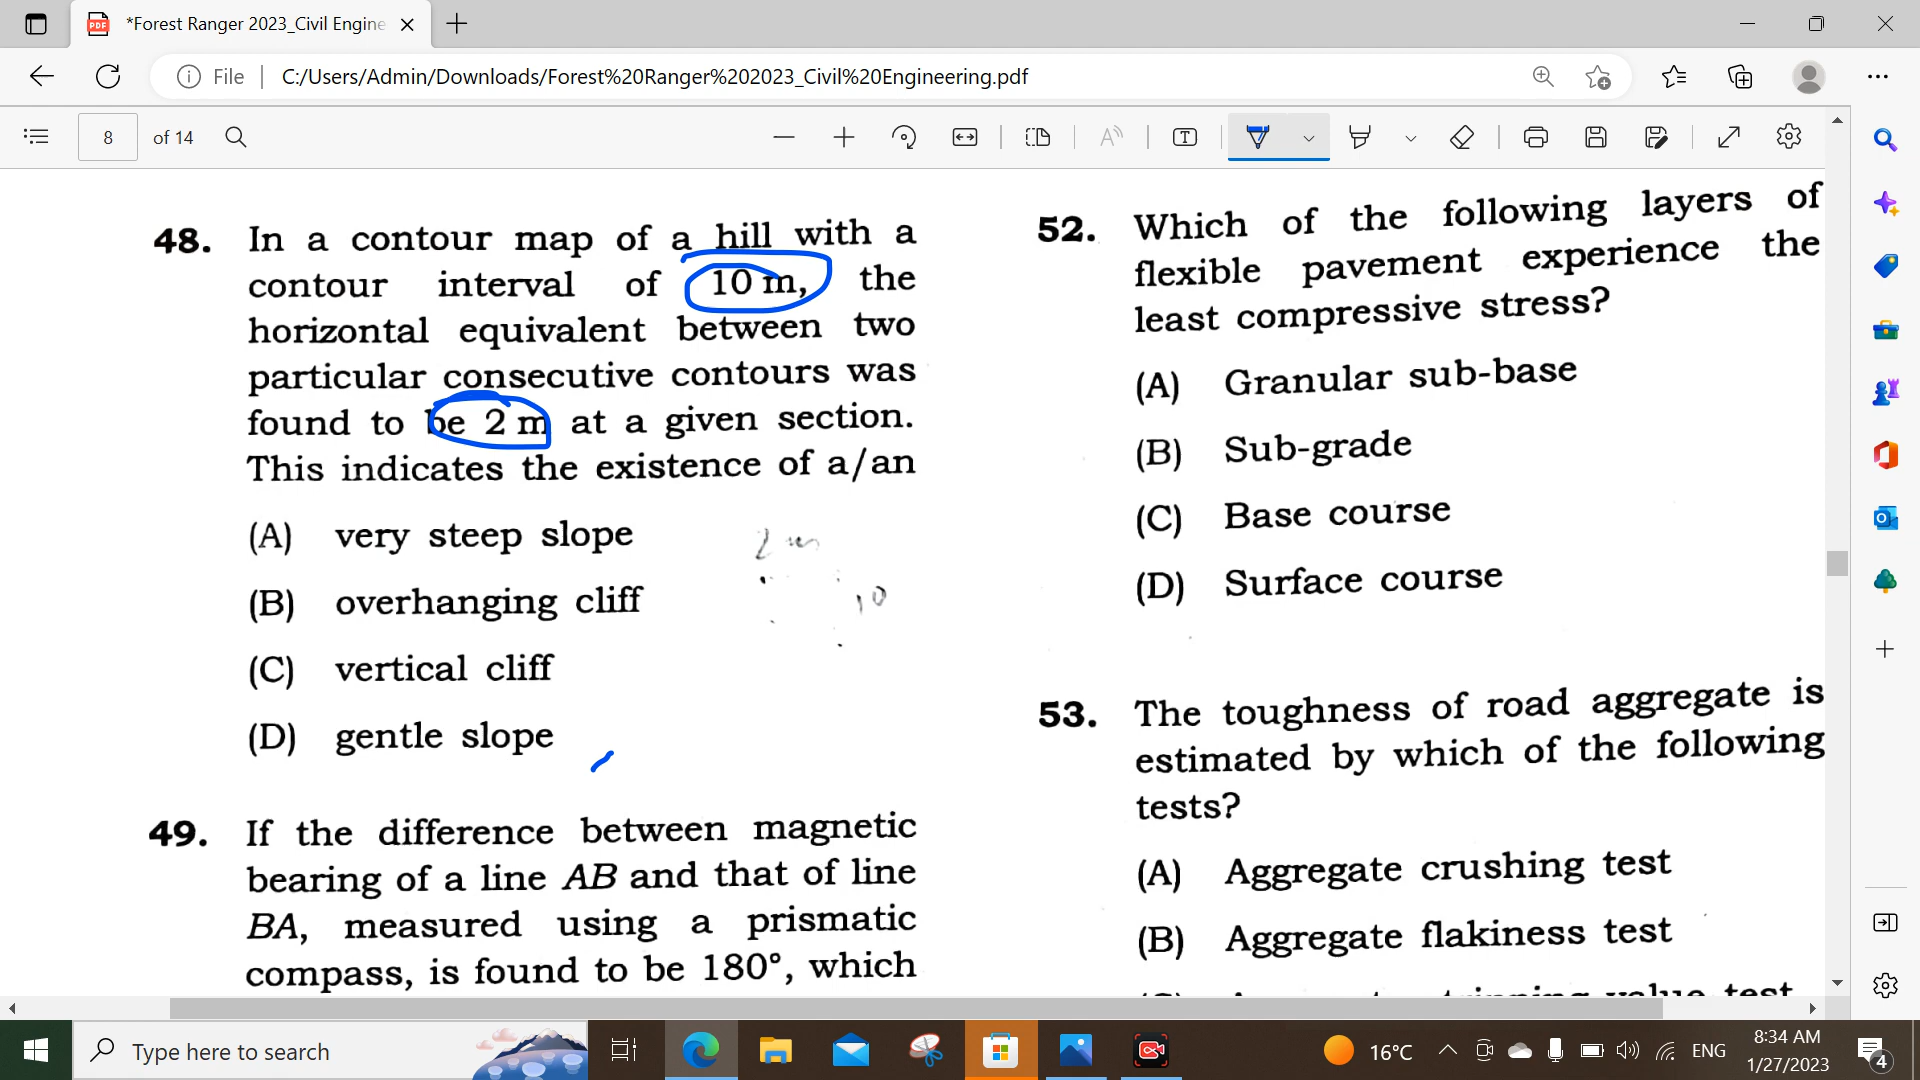 *Forest Ranger 2023_Civil Engine
File
C:/Users/Admin/Downloads/Forest%20Ranger%202023_Civil%20Engineering.pdf
8
of 14
48. In a contour map of a hill with a
contour interval of 10 m, the
horizontal equivalent between two
particular consecutive contours was
found to be 2 m at a given section.
This indicates the existence of a/an
(A) very steep slope
2 m
(B) overhanging cliff
10
(C) vertical cliff
(D) gentle slope
49. If the difference between magnetic
bearing of a line AB and that of line
BA, measured using a prismatic
compass, is found to be 180°, which
52. Which of the following layers of
flexible pavement experience the
least compressive stress?
(A) Granular sub-base
(B) Sub-grade
(C) Base course
(D) Surface course
53. The toughness of road aggregate is
estimated by which of the following
tests?
(A) Aggregate crushing test
(B) Aggregate flakiness test
Type here to search
16°C
ENG
8:34 AM
1/27/2023
4